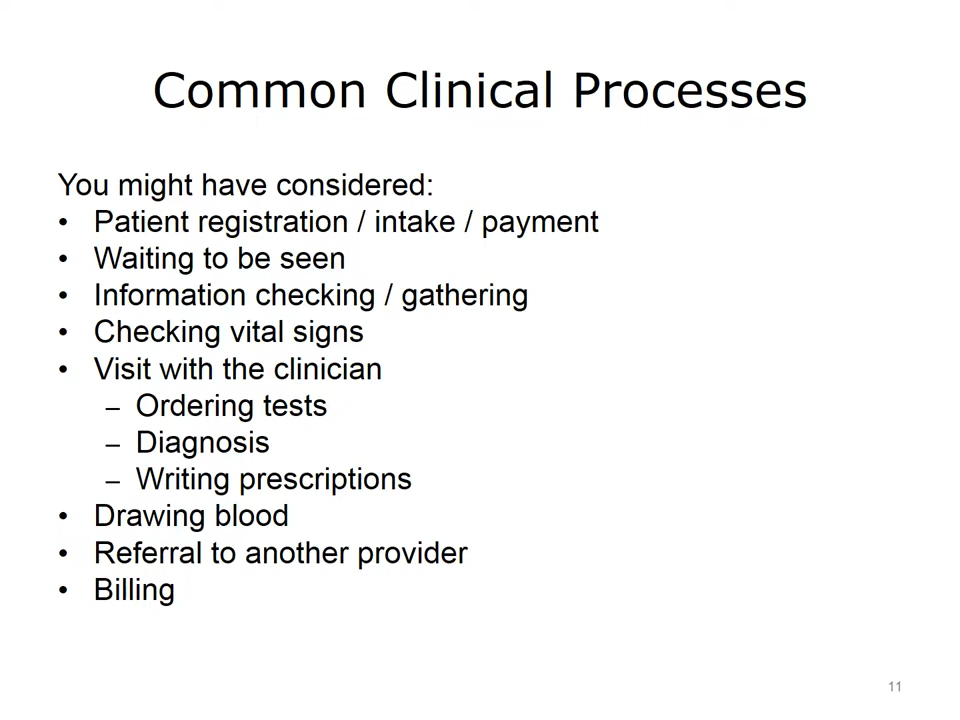 Common Clinical Processes
You might have considered:
• Patient registration / intake / payment
• Waiting to be seen
• Information checking / gathering
• Checking vital signs
• Visit with the clinician
– Ordering tests
– Diagnosis
– Writing prescriptions
• Drawing blood
• Referral to another provider
• Billing
11